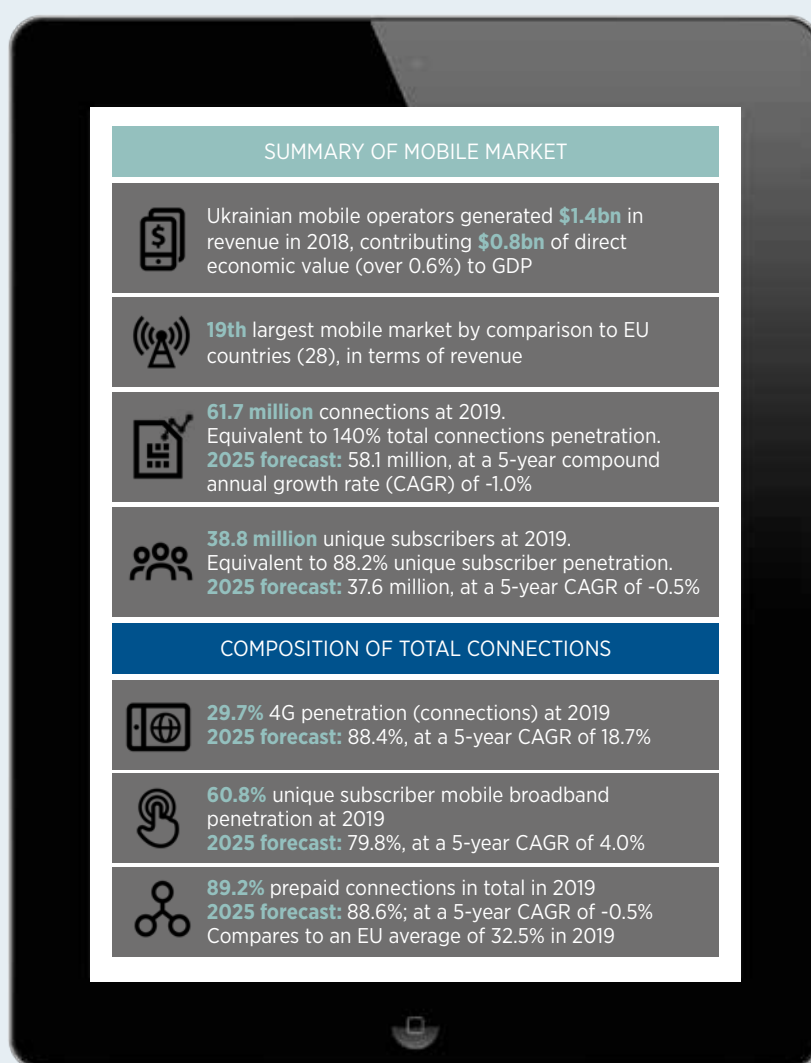 SUMMARY OF MOBILE MARKET
Ukrainian mobile operators generated $1.4bn in
revenue in 2018, contributing $0.8bn of direct
economic value (over 0.6%) to GDP
19th largest mobile market by comparison to EU
countries (28), in terms of revenue
61.7 million connections at 2019.
Equivalent to 140% total connections penetration.
2025 forecast: 58.1 million, at a 5-year compound
annual growth rate (CAGR) of -1.0%
38.8 million unique subscribers at 2019.
Equivalent to 88.2% unique subscriber penetration.
2025 forecast: 37.6 million, at a 5-year CAGR of -0.5%
COMPOSITION OF TOTAL CONNECTIONS
29.7% 4G penetration (connections) at 2019
2025 forecast: 88.4%, at a 5-year CAGR of 18.7%
60.8% unique subscriber mobile broadband
penetration at 2019
2025 forecast: 79.8%, at a 5-year CAGR of 4.0%
89.2% prepaid connections in total in 2019
2025 forecast: 88.6%; at a 5-year CAGR of -0.5%
Compares to an EU average of 32.5% in 2019